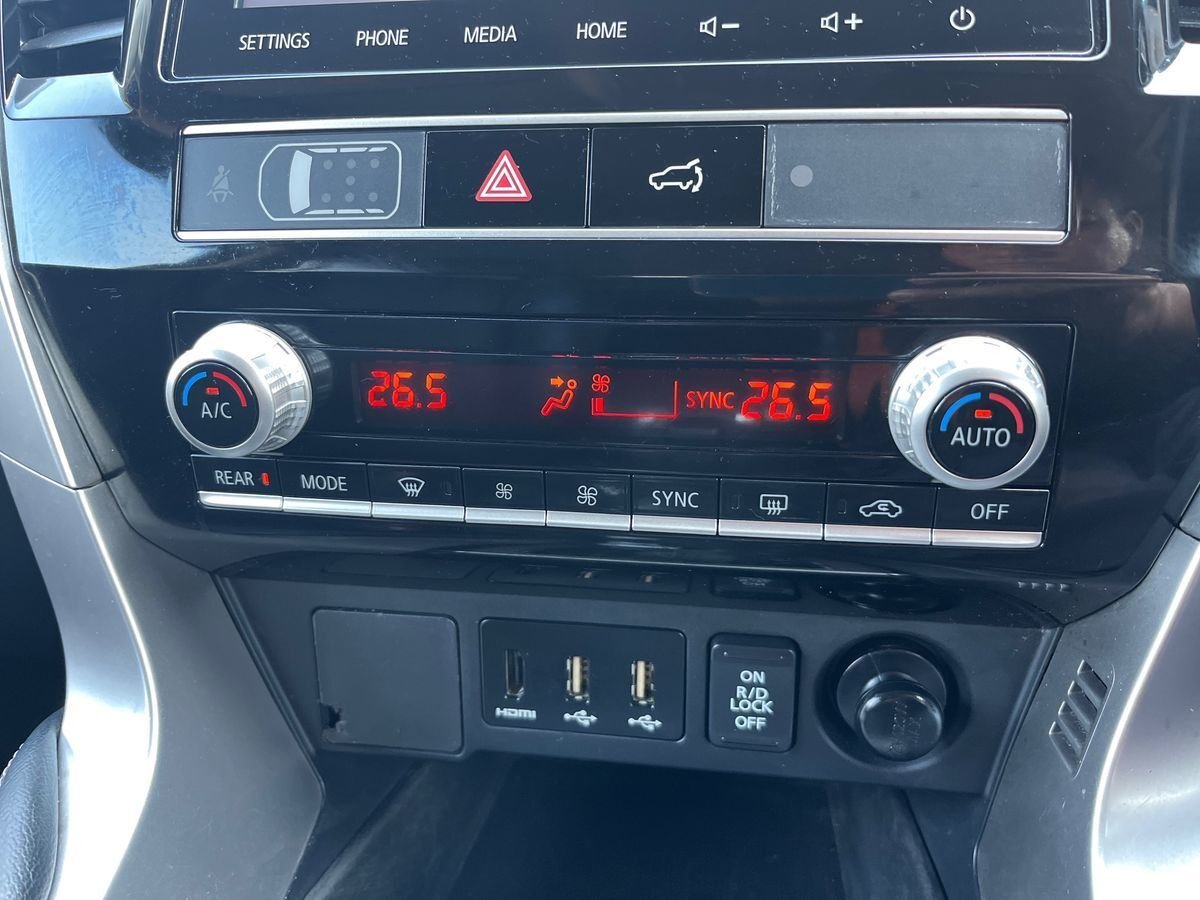 SETTINGS PHONE MEDIA HOME
26.5 SYNC 26.5
A/C
AUTO
REAR MODE SYNC OFF
HDMI
ON
R/D
LOCK
OFF